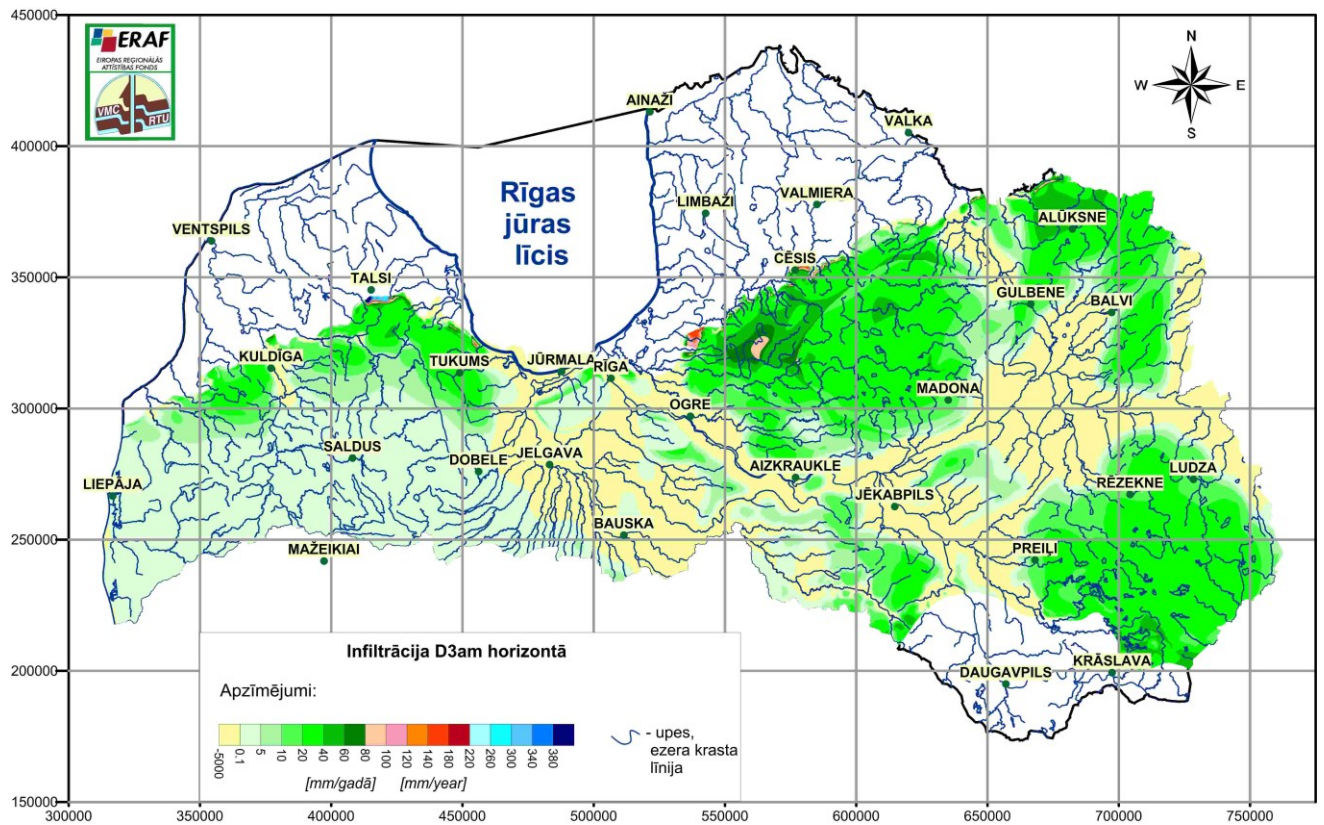 450000
400000
350000
300000
250000
200000
150000
300000
350000
400000
450000
500000
550000
600000
650000
700000
750000
ERAF
EIROPAS REĢIONĀLĀS
ATTĪSTĪBAS FONDS
VMC
RTU
N
W
E
S
AINAŽI
VALKA
Rīgas
jūras
līcis
LIMBAŽI
VALMIERA
ALŪKSNE
VENTSPILS
TALSI
CĒSIS
GULBENE
BALVI
KULDĪGA
TUKUMS
JŪRMALA
RĪGA
MADONA
OGRE
SALDUS
DOBELE
JELGAVA
AIZKRAUKLE
LUDZA
RĒZEKNE
LIEPĀJA
JĒKABPILS
BAUSKA
MAŽEIKIAI
PREIĻI
DAUGAVPILS
KRĀSLAVA
Infiltrācija D3am horizontā
Apzīmējumi:
-5000
0.1
5
10
20
40
60
80
100
120
140
180
220
260
300
340
380
[mm/gadā]
[mm/year]
- upes,
ezera krasta
līnija